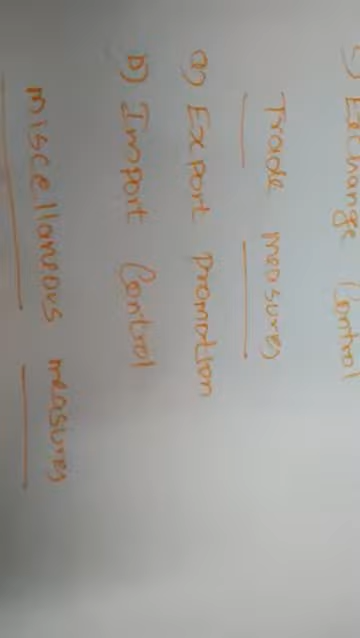 Exchange Control
Trade measures
a) Export Promotion
b) Import Control
Miscellaneous measures